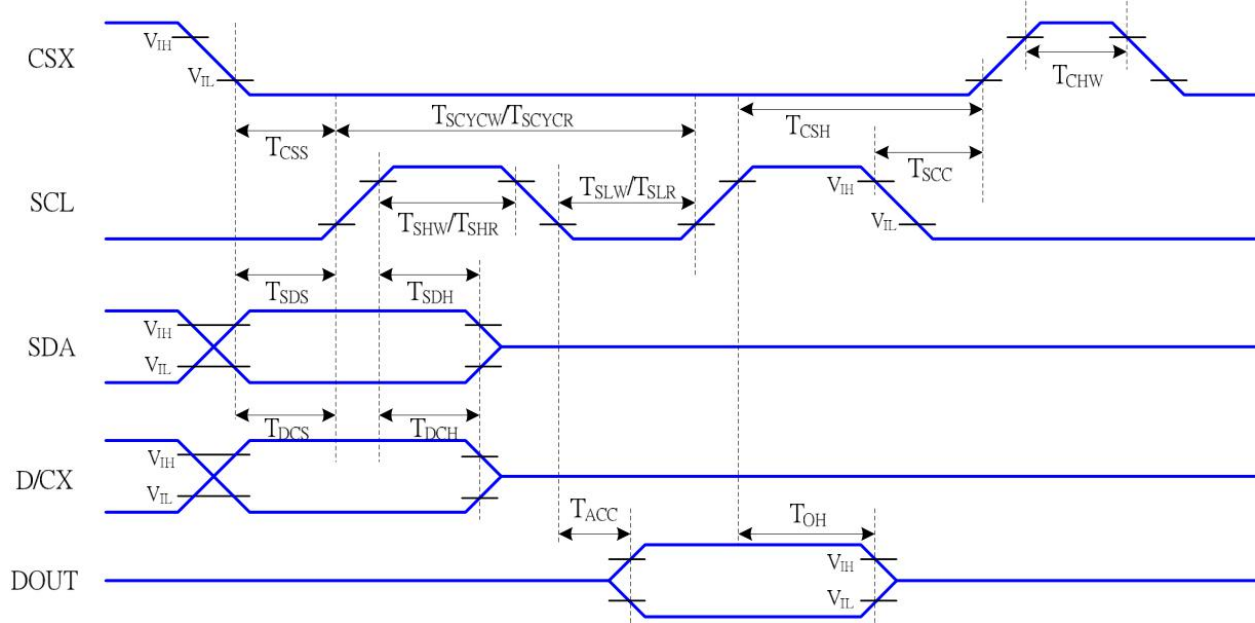 CSX
VIH
VIL
TCHW
TSCYCW/TSCYCR
TCSH
TCSS
TSCC
SCL
TSLW/TSLR
VIH
VIL
TSHW/TSHR
TSDS
TSDH
SDA
VIH
VIL
TDCS
TDCH
D/CX
VIH
VIL
TACC
TOH
DOUT
VIH
VIL